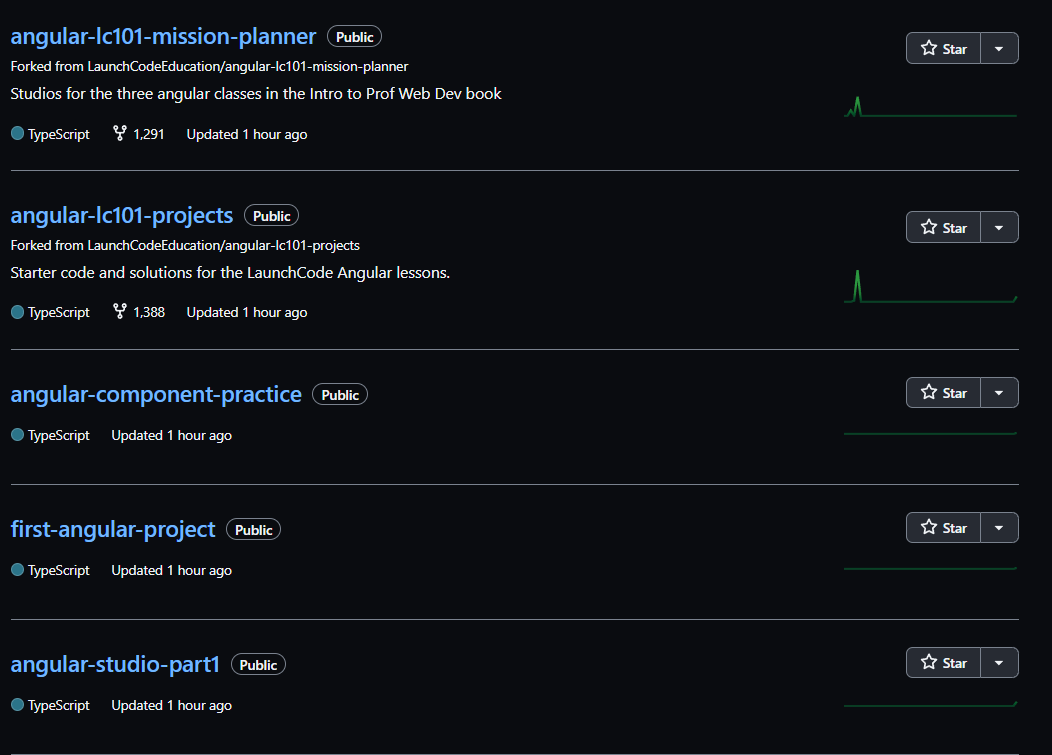 angular-lc101-mission-planner Public Star
Forked from LaunchCodeEducation/angular-lc101-mission-planner
Studios for the three angular classes in the Intro to Prof Web Dev book
TypeScript 1,291 Updated 1 hour ago
angular-lc101-projects Public Star
Forked from LaunchCodeEducation/angular-lc101-projects
Starter code and solutions for the LaunchCode Angular lessons.
TypeScript 1,388 Updated 1 hour ago
angular-component-practice Public Star
TypeScript Updated 1 hour ago
first-angular-project Public Star
TypeScript Updated 1 hour ago
angular-studio-part1 Public Star
TypeScript Updated 1 hour ago